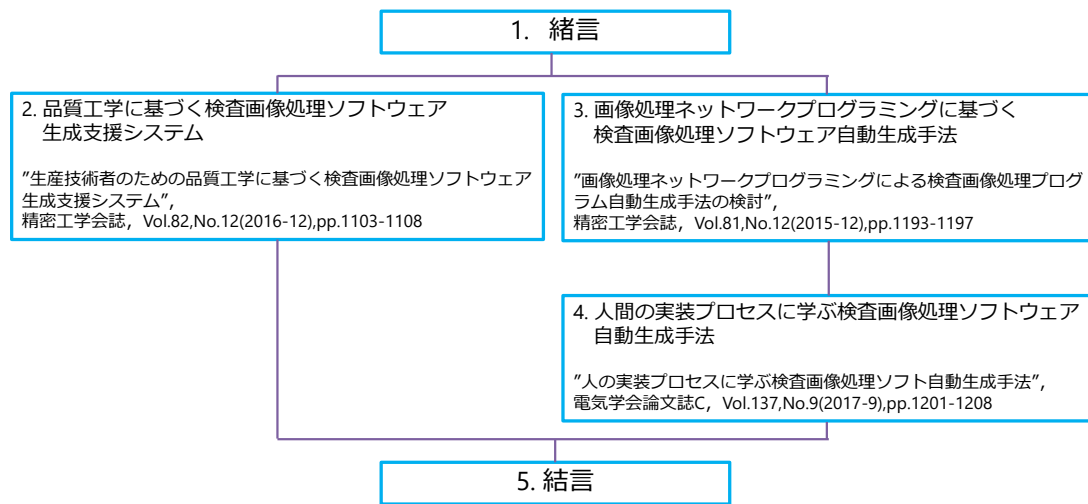 1. 緒言
2. 品質工学に基づく検査画像処理ソフトウェア
生成支援システム
”生産技術者のための品質工学に基づく検査画像処理ソフトウェア
生成支援システム”,
精密工学会誌，Vol.82,No.12(2016-12),pp.1103-1108
3. 画像処理ネットワークプログラミングに基づく
検査画像処理ソフトウェア自動生成手法
”画像処理ネットワークプログラミングによる検査画像処理プログ
ラム自動生成手法の検討”,
精密工学会誌，Vol.81,No.12(2015-12),pp.1193-1197
4. 人間の実装プロセスに学ぶ検査画像処理ソフトウェア
自動生成手法
”人の実装プロセスに学ぶ検査画像処理ソフト自動生成手法”,
電気学会論文誌C，Vol.137,No.9(2017-9),pp.1201-1208
5. 結言